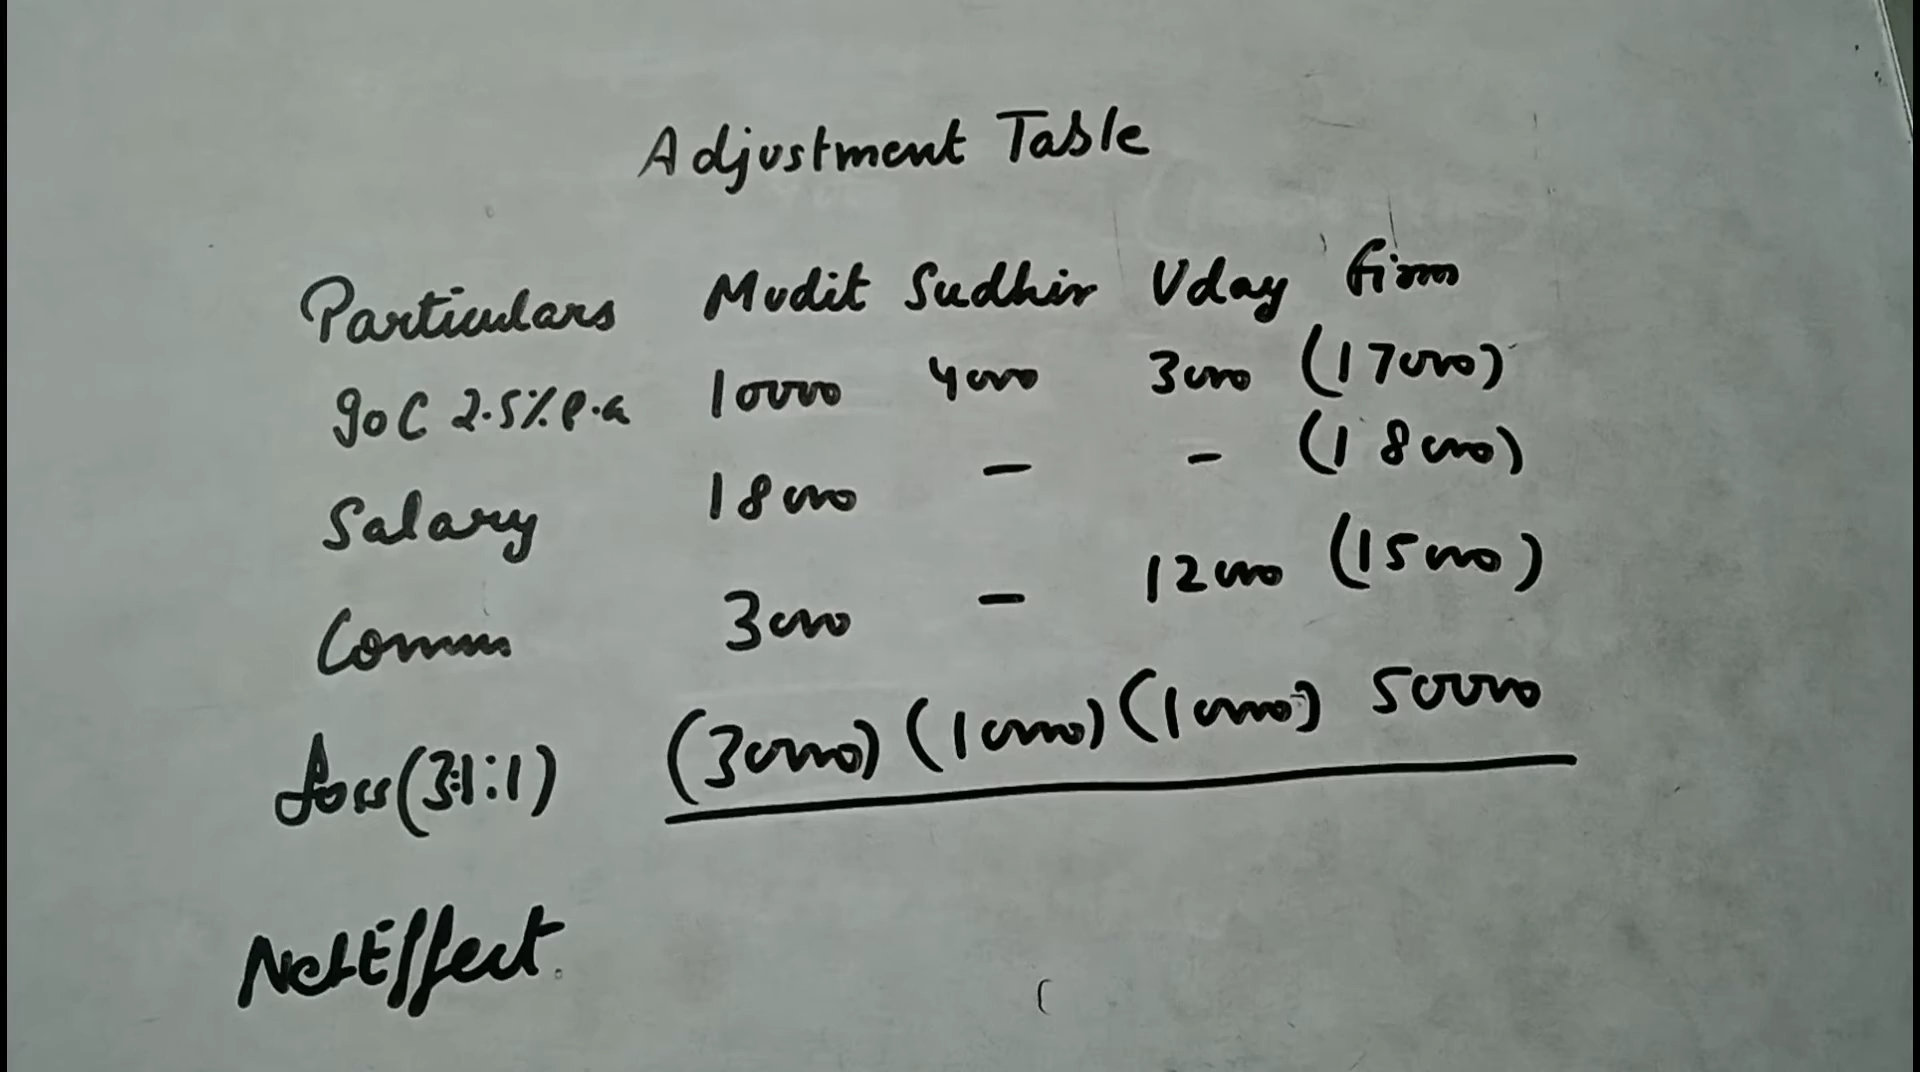 Adjustment Table
Particulars Mudit Sudhir Uday firm
IOC 2.5% P.a 10000 4000 3000 (17000)
Salary 18000 - - (18000)
Comm 3000 - 12000 (15000)
Loss (3:1:1) (30000) (10000) (10000) 50000
Net Effect. (